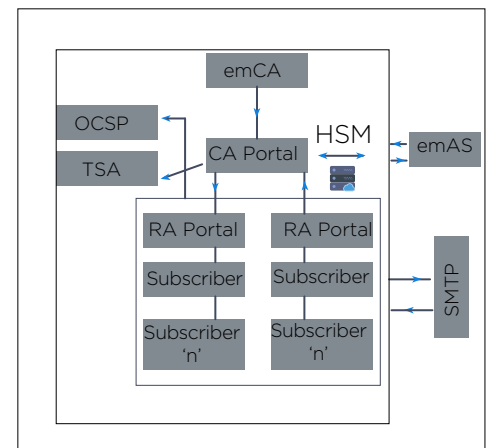 emCA
OCSP
HSM
CA Portal
emAS
TSA
RA Portal
RA Portal
Subscriber
Subscriber
Subscriber
'n'
Subscriber
'n'
SMTP